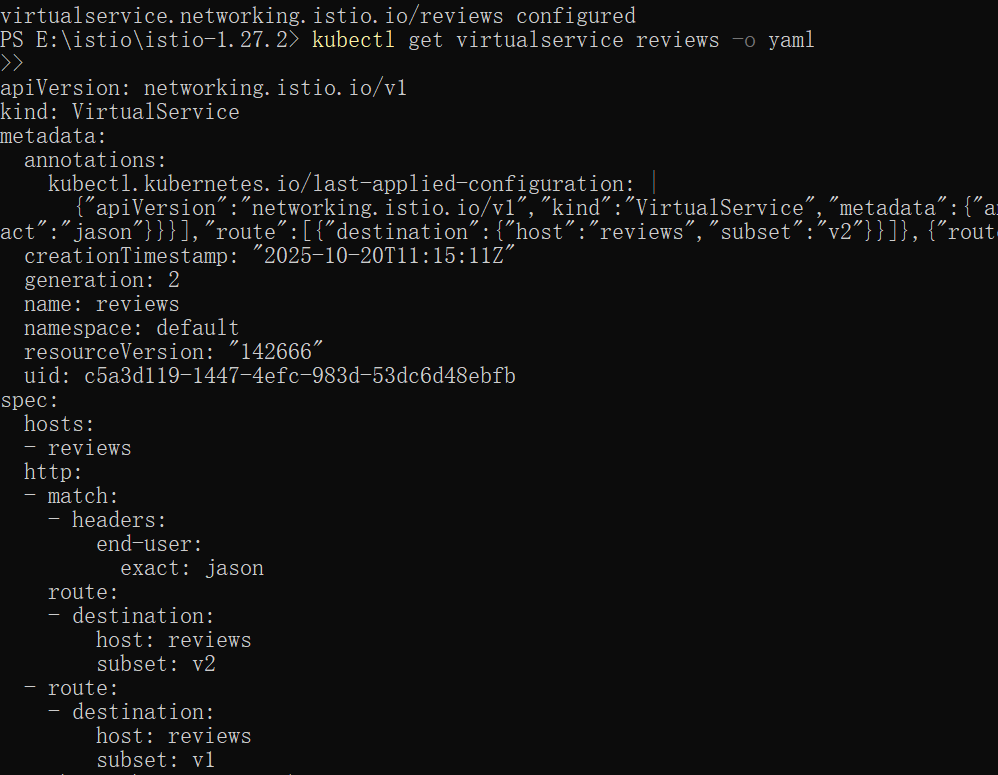 virtualservice.networking.istio.io/reviews configured
PS E:\istio\istio-1.27.2> kubectl get virtualservice reviews -o yaml
>>
apiVersion: networking.istio.io/v1
kind: VirtualService
metadata:
  annotations:
    kubectl.kubernetes.io/last-applied-configuration: |
      {"apiVersion":"networking.istio.io/v1","kind":"VirtualService","metadata":{"a
act":"jason"}}}],"route":[{"destination":{"host":"reviews","subset":"v2"}}]},{"rout
  creationTimestamp: "2025-10-20T11:15:11Z"
  generation: 2
  name: reviews
  namespace: default
  resourceVersion: "142666"
  uid: c5a3d119-1447-4efc-983d-53dc6d48ebfb
spec:
  hosts:
  - reviews
  http:
  - match:
    - headers:
        end-user:
          exact: jason
    route:
    - destination:
        host: reviews
        subset: v2
  - route:
    - destination:
        host: reviews
        subset: v1